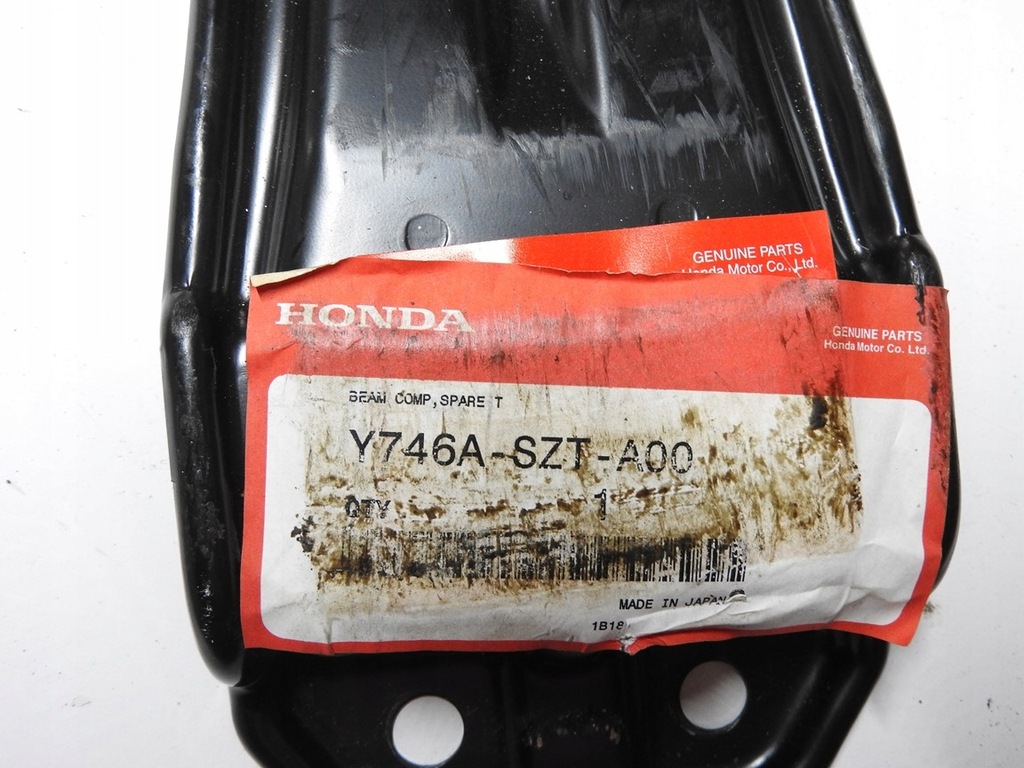 GENUINE PARTS
Honda Motor Co., Ltd.
HONDA
GENUINE PARTS
Honda Motor Co. Ltd.
BEAM COMP,SPARE T
Y746A-SZT-A00
QTY 1
MADE IN JAPAN
1B18